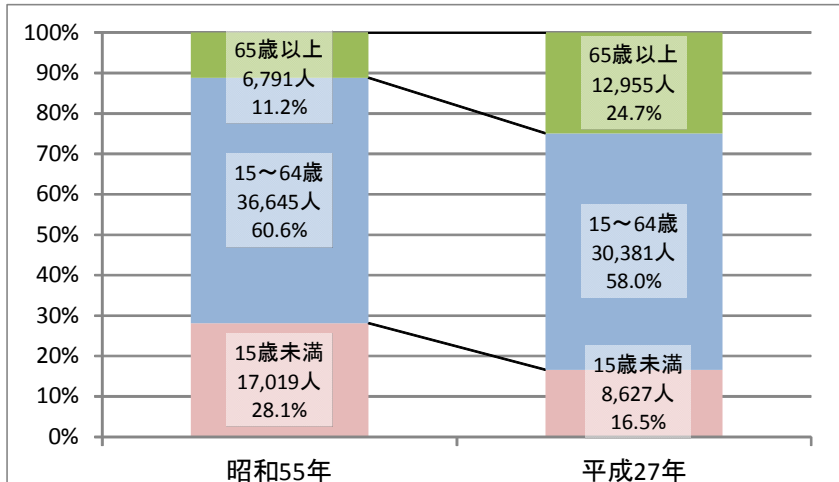 100%
90%
80%
70%
60%
50%
40%
30%
20%
10%
0%
65歳以上
6,791人
11.2%
15～64歳
36,645人
60.6%
15歳未満
17,019人
28.1%
65歳以上
12,955人
24.7%
15～64歳
30,381人
58.0%
15歳未満
8,627人
16.5%
昭和55年
平成27年